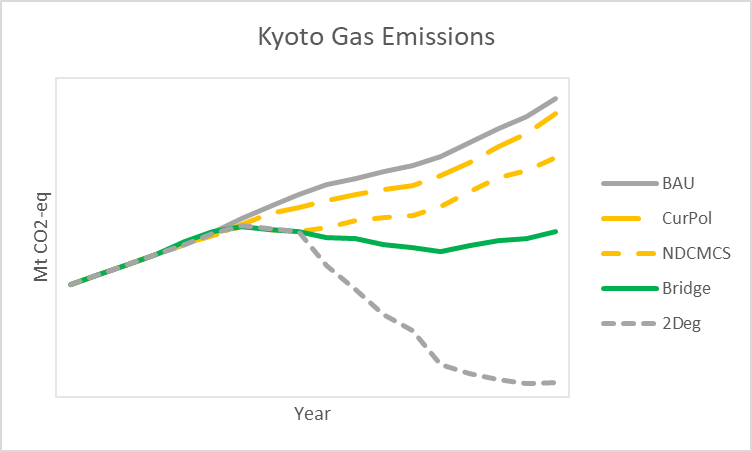 Kyoto Gas Emissions
Mt CO2-eq
Year
BAU
CurPol
NDCMCS
Bridge
2Deg